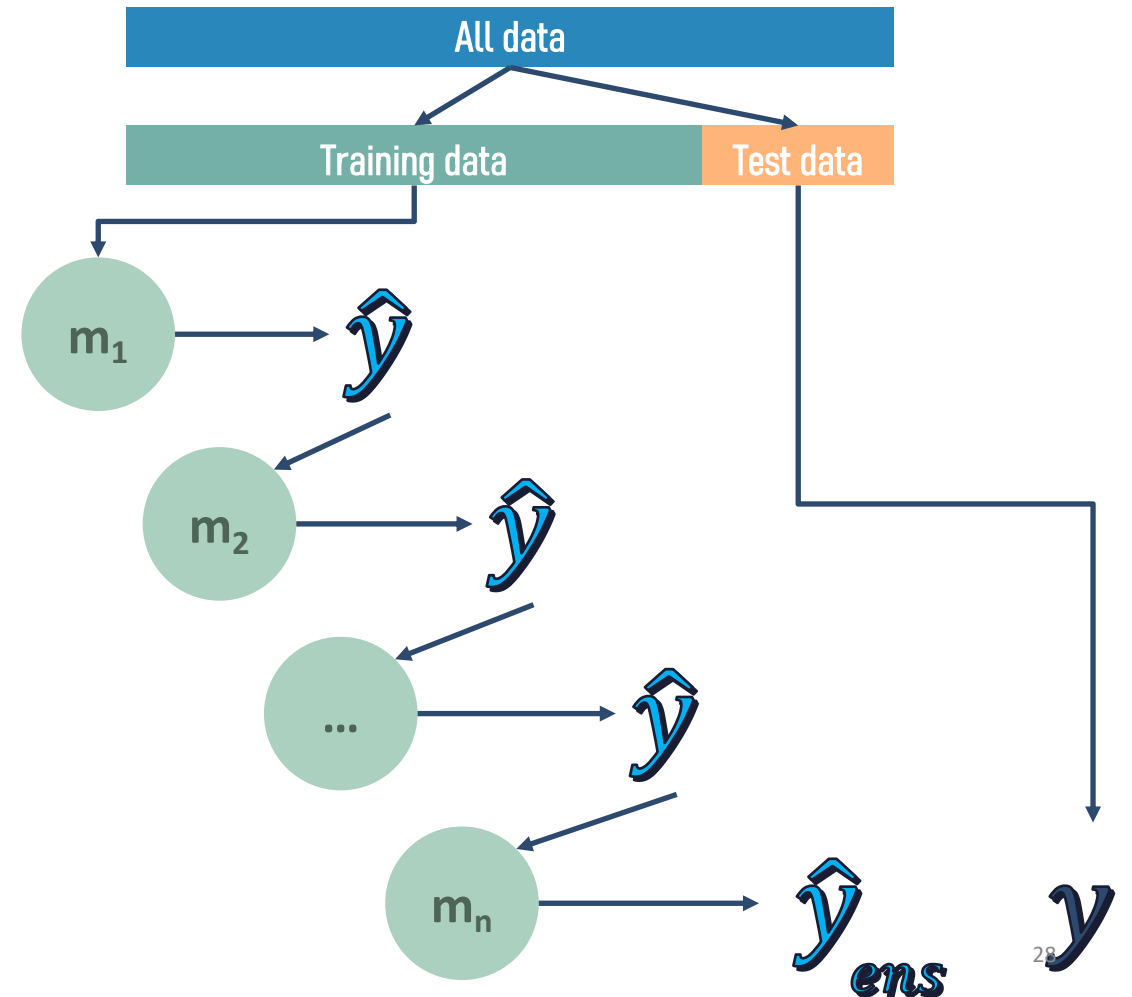 All data
Training data Test data
m₁ ŷ
m₂ ŷ
... ŷ
mₙ ŷₑₙₛ y
28